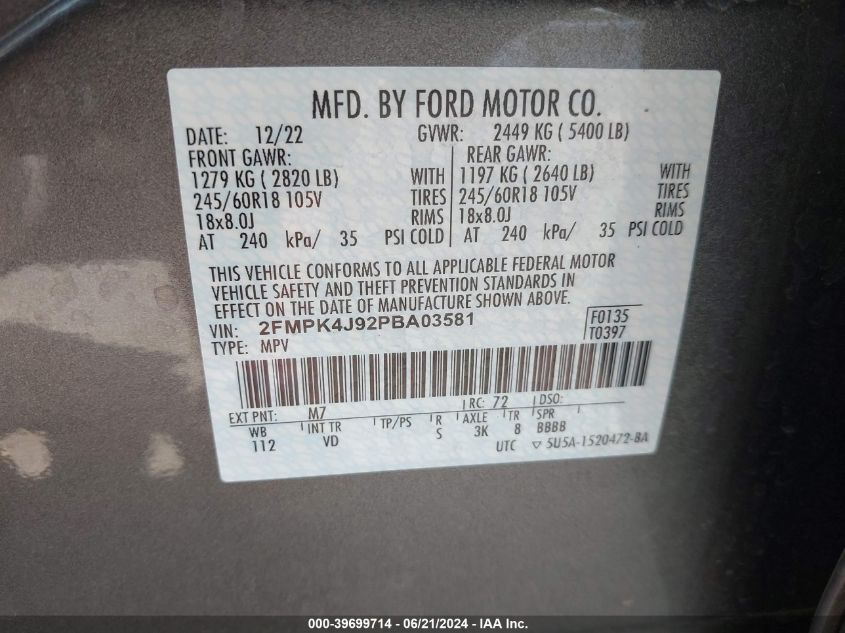 MFD. BY FORD MOTOR CO.
DATE: 12/22 GVWR: 2449 KG ( 5400 LB)
FRONT GAWR: REAR GAWR:
1279 KG ( 2820 LB) WITH 1197 KG ( 2640 LB) WITH
245/60R18 105V TIRES 245/60R18 105V TIRES
18x8.0J RIMS 18x8.0J RIMS
AT 240 kPa/ 35 PSI COLD AT 240 kPa/ 35 PSI COLD
THIS VEHICLE CONFORMS TO ALL APPLICABLE FEDERAL MOTOR
VEHICLE SAFETY AND THEFT PREVENTION STANDARDS IN
EFFECT ON THE DATE OF MANUFACTURE SHOWN ABOVE.
VIN: 2FMPK4J92PBA03581 F0135
TYPE: MPV T0397
EXT PNT: M7 RC: 72 DSO:
WB INT TR TP/PS R AXLE TR SPR
112 VD S 3K 8 BBBB
UTC ▽ 5U5A-1520472-BA
000-39699714 - 06/21/2024 - IAA Inc.